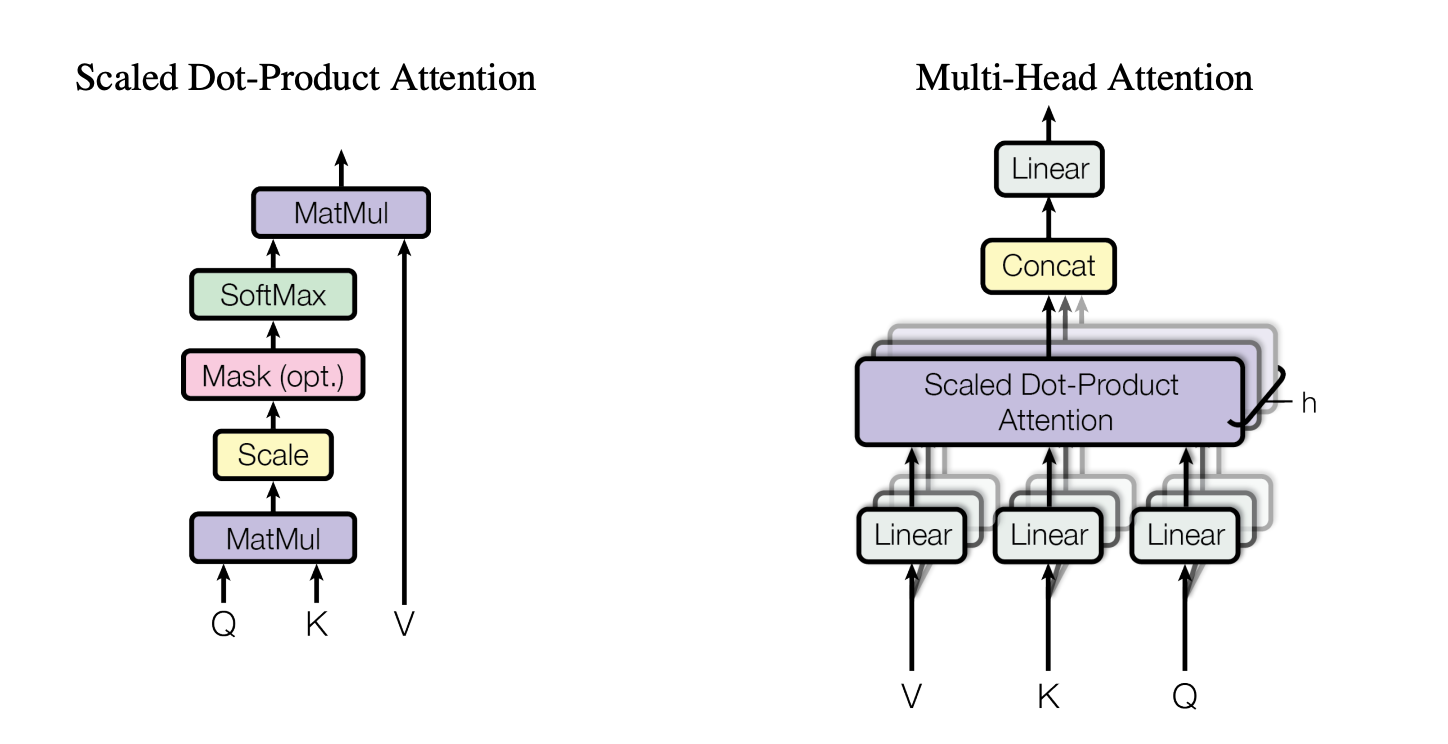 Scaled Dot-Product Attention
MatMul
SoftMax
Mask (opt.)
Scale
MatMul
Q K V
Multi-Head Attention
Linear
Concat
Scaled Dot-Product
Attention
h
Linear Linear Linear
V K Q